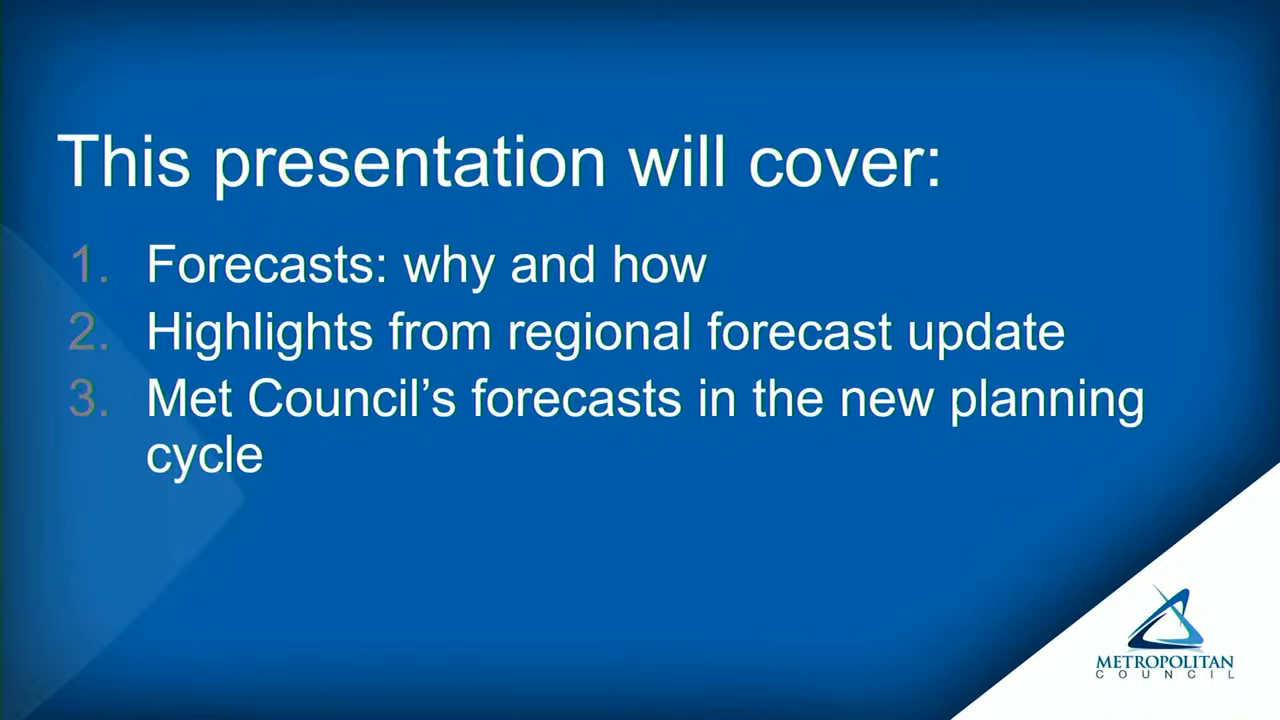 This presentation will cover:
1. Forecasts: why and how
2. Highlights from regional forecast update
3. Met Council’s forecasts in the new planning
cycle
METROPOLITAN
COUNCIL